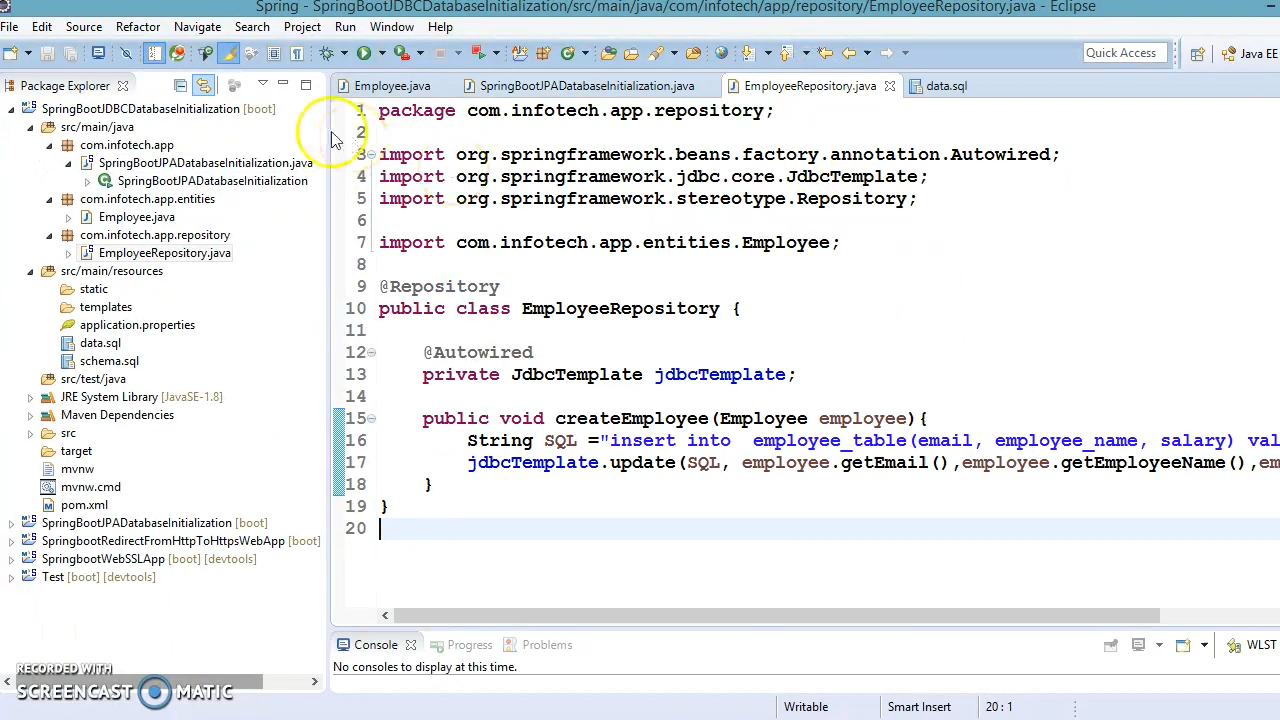 Spring - SpringBootJDBCDatabaseInitialization/src/main/java/com/infotech/app/repository/EmployeeRepository.java - Eclipse
File Edit Source Refactor Navigate Search Project Run Window Help
Quick Access
Java EE
Package Explorer
SpringBootJDBCDatabaseInitialization [boot]
src/main/java
com.infotech.app
SpringBootJPADatabaseInitialization.java
SpringBootJPADatabaseInitialization
com.infotech.app.entities
Employee.java
com.infotech.app.repository
EmployeeRepository.java
src/main/resources
static
templates
application.properties
data.sql
schema.sql
src/test/java
JRE System Library [JavaSE-1.8]
Maven Dependencies
src
target
mvnw
mvnw.cmd
pom.xml
SpringBootJPADatabaseInitialization [boot]
SpringbootRedirectFromHttpToHttpsWebApp [boot]
SpringbootWebSSLApp [boot] [devtools]
Test [boot] [devtools]
Employee.java SpringBootJPADatabaseInitialization.java EmployeeRepository.java data.sql
1 package com.infotech.app.repository;
2
3 import org.springframework.beans.factory.annotation.Autowired;
4 import org.springframework.jdbc.core.JdbcTemplate;
5 import org.springframework.stereotype.Repository;
6
7 import com.infotech.app.entities.Employee;
8
9 @Repository
10 public class EmployeeRepository {
11
12 @Autowired
13 private JdbcTemplate jdbcTemplate;
14
15 public void createEmployee(Employee employee){
16 String SQL ="insert into employee_table(email, employee_name, salary) val
17 jdbcTemplate.update(SQL, employee.getEmail(),employee.getEmployeeName(),em
18 }
19 }
20
Console Progress Problems
WLST
No consoles to display at this time.
RECORDED WITH
SCREENCAST MATIC
Writable Smart Insert 20 : 1